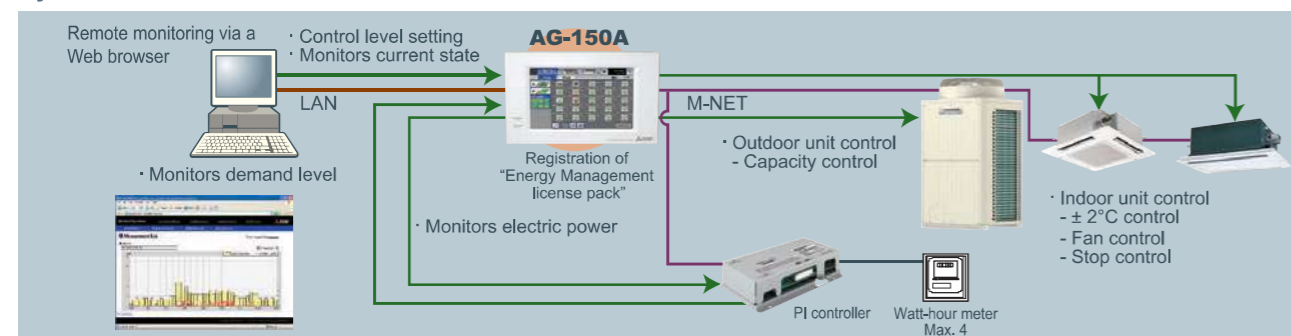 Remote monitoring via a
Web browser
· Control level setting
· Monitors current state
AG-150A
LAN
M-NET
· Monitors demand level
Registration of
“Energy Management
license pack”
· Outdoor unit control
- Capacity control
· Indoor unit control
- ± 2°C control
- Fan control
- Stop control
· Monitors electric power
PI controller
Watt-hour meter
Max. 4